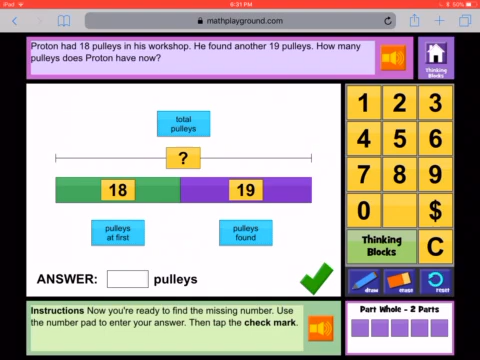 iPad
8:31 PM
50%
mathplayground.com
Proton had 18 pulleys in his workshop. He found another 19 pulleys. How many
pulleys does Proton have now?
Thinking
Blocks
total
pulleys
?
18
19
pulleys
at first
pulleys
found
ANSWER:
pulleys
1 2 3
4 5 6
7 8 9
0 $
Thinking
Blocks
C
draw
erase
reset
Instructions Now you're ready to find the missing number. Use
the number pad to enter your answer. Then tap the check mark.
Part Whole - 2 Parts